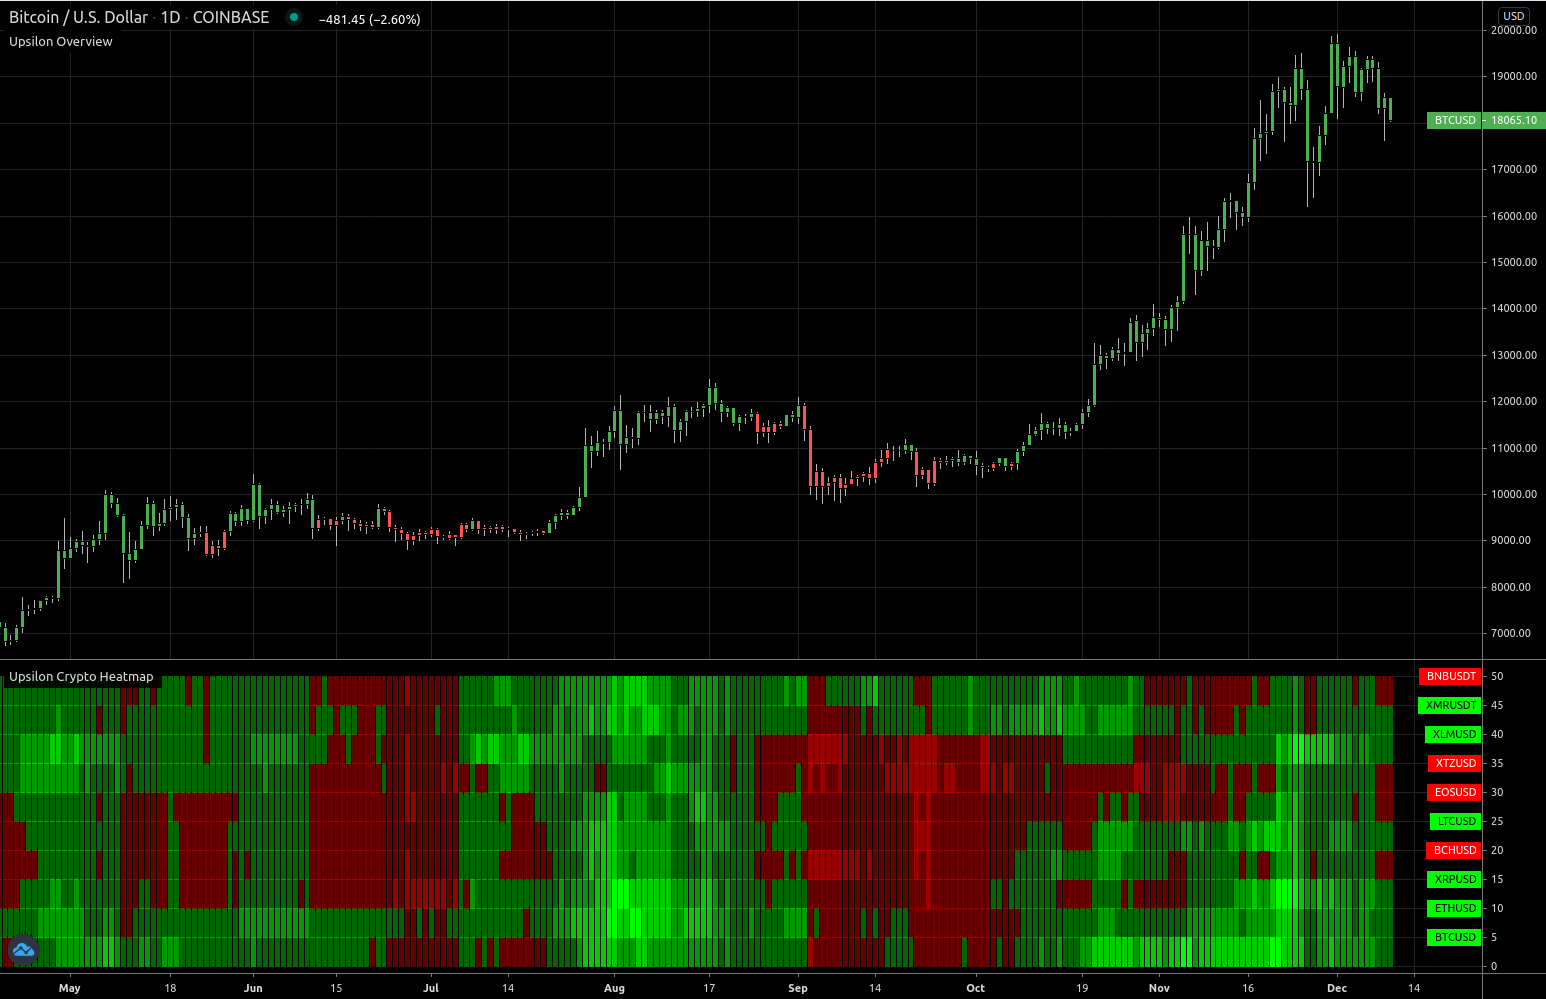 Bitcoin / U.S. Dollar · 1D · COINBASE −481.45 (−2.60%)
Upsilon Overview
USD
20000.00
19000.00
BTCUSD 18065.10
17000.00
16000.00
15000.00
14000.00
13000.00
12000.00
11000.00
10000.00
9000.00
8000.00
7000.00
Upsilon Crypto Heatmap
BNBUSDT 50
XMRUSDT 45
XLMUSD 40
XTZUSD 35
EOSUSD 30
LTCUSD 25
BCHUSD 20
XRPUSD 15
ETHUSD 10
BTCUSD 5
0
May 18 Jun 15 Jul 14 Aug 17 Sep 14 Oct 19 Nov 16 Dec 14